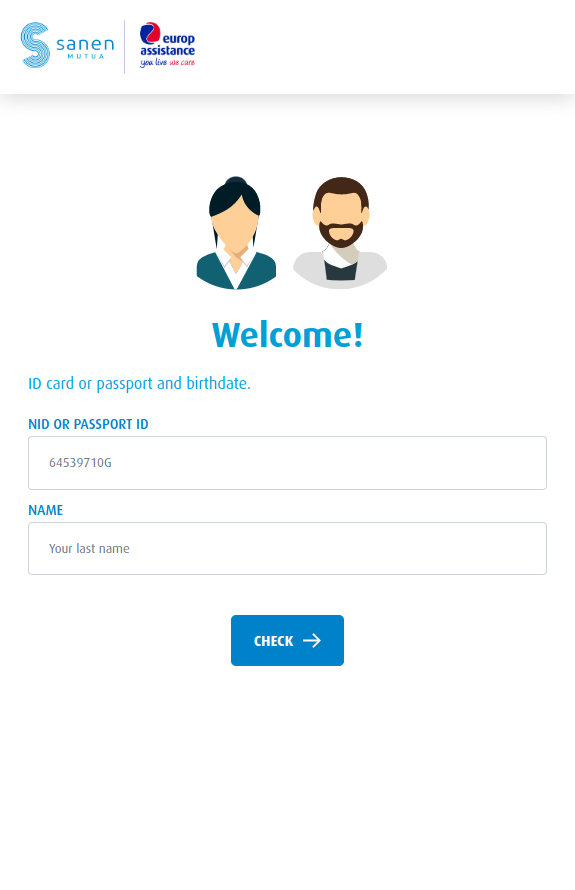 sanen
MUTUA
europ
assistance
you live we care
Welcome!
ID card or passport and birthdate.
NID OR PASSPORT ID
64539710G
NAME
Your last name
CHECK